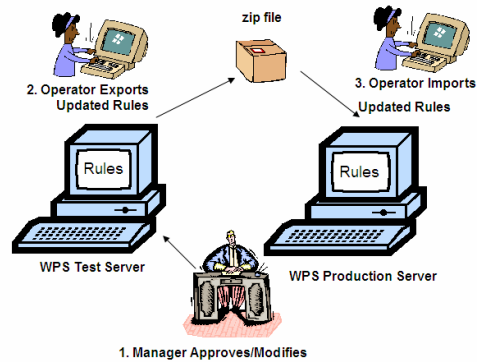 zip file
2. Operator Exports
Updated Rules
3. Operator Imports
Updated Rules
Rules
Rules
WPS Test Server
WPS Production Server
1. Manager Approves/Modifies